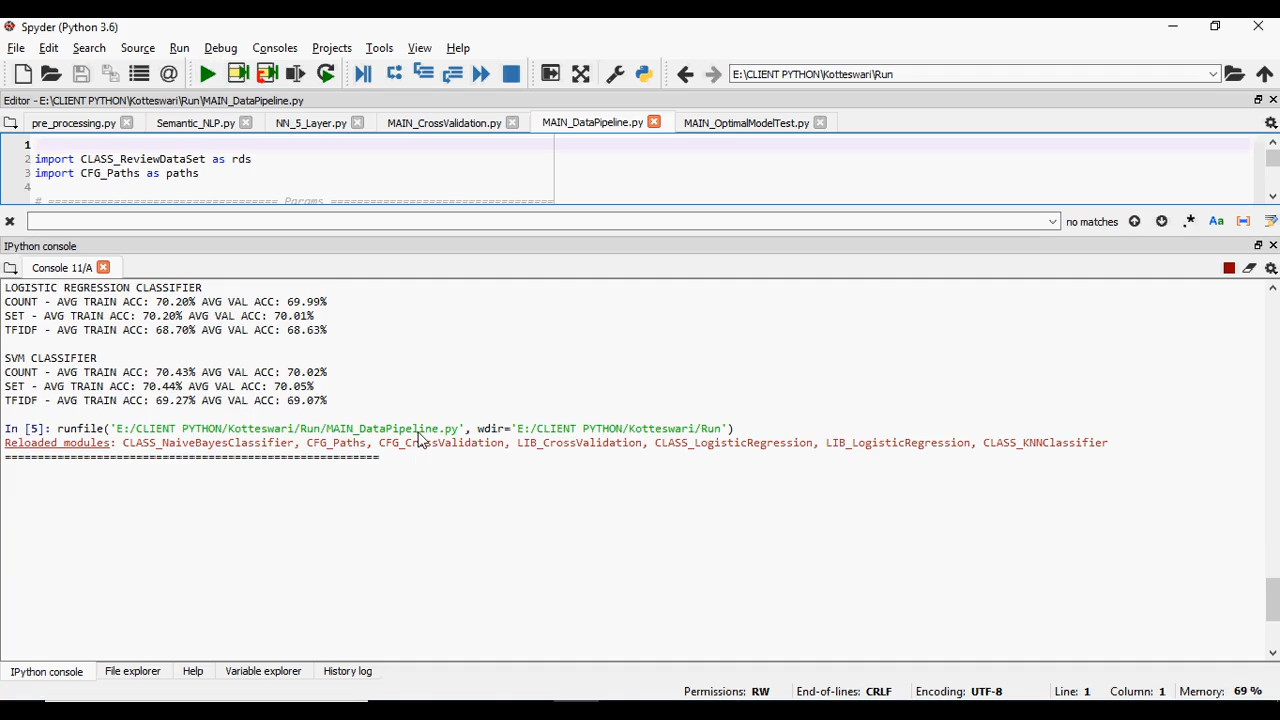 Spyder (Python 3.6)
File Edit Search Source Run Debug Consoles Projects Tools View Help
E:\CLIENT PYTHON\Kotteswari\Run
Editor - E:\CLIENT PYTHON\Kotteswari\Run\MAIN_DataPipeline.py
pre_processing.py Semantic_NLP.py NN_5_Layer.py MAIN_CrossValidation.py MAIN_DataPipeline.py MAIN_OptimalModelTest.py
1
2 import CLASS_ReviewDataSet as rds
3 import CFG_Paths as paths
4
# =================================== Params ==================================
no matches .* Aa
IPython console
Console 11/A
LOGISTIC REGRESSION CLASSIFIER
COUNT - AVG TRAIN ACC: 70.20% AVG VAL ACC: 69.99%
SET - AVG TRAIN ACC: 70.20% AVG VAL ACC: 70.01%
TFIDF - AVG TRAIN ACC: 68.70% AVG VAL ACC: 68.63%
SVM CLASSIFIER
COUNT - AVG TRAIN ACC: 70.43% AVG VAL ACC: 70.02%
SET - AVG TRAIN ACC: 70.44% AVG VAL ACC: 70.05%
TFIDF - AVG TRAIN ACC: 69.27% AVG VAL ACC: 69.07%
In [5]: runfile('E:/CLIENT PYTHON/Kotteswari/Run/MAIN_DataPipeline.py', wdir='E:/CLIENT PYTHON/Kotteswari/Run')
Reloaded modules: CLASS_NaiveBayesClassifier, CFG_Paths, CFG_CrossValidation, LIB_CrossValidation, CLASS_LogisticRegression, LIB_LogisticRegression, CLASS_KNNClassifier
=========================================================
IPython console File explorer Help Variable explorer History log
Permissions: RW End-of-lines: CRLF Encoding: UTF-8 Line: 1 Column: 1 Memory: 69 %